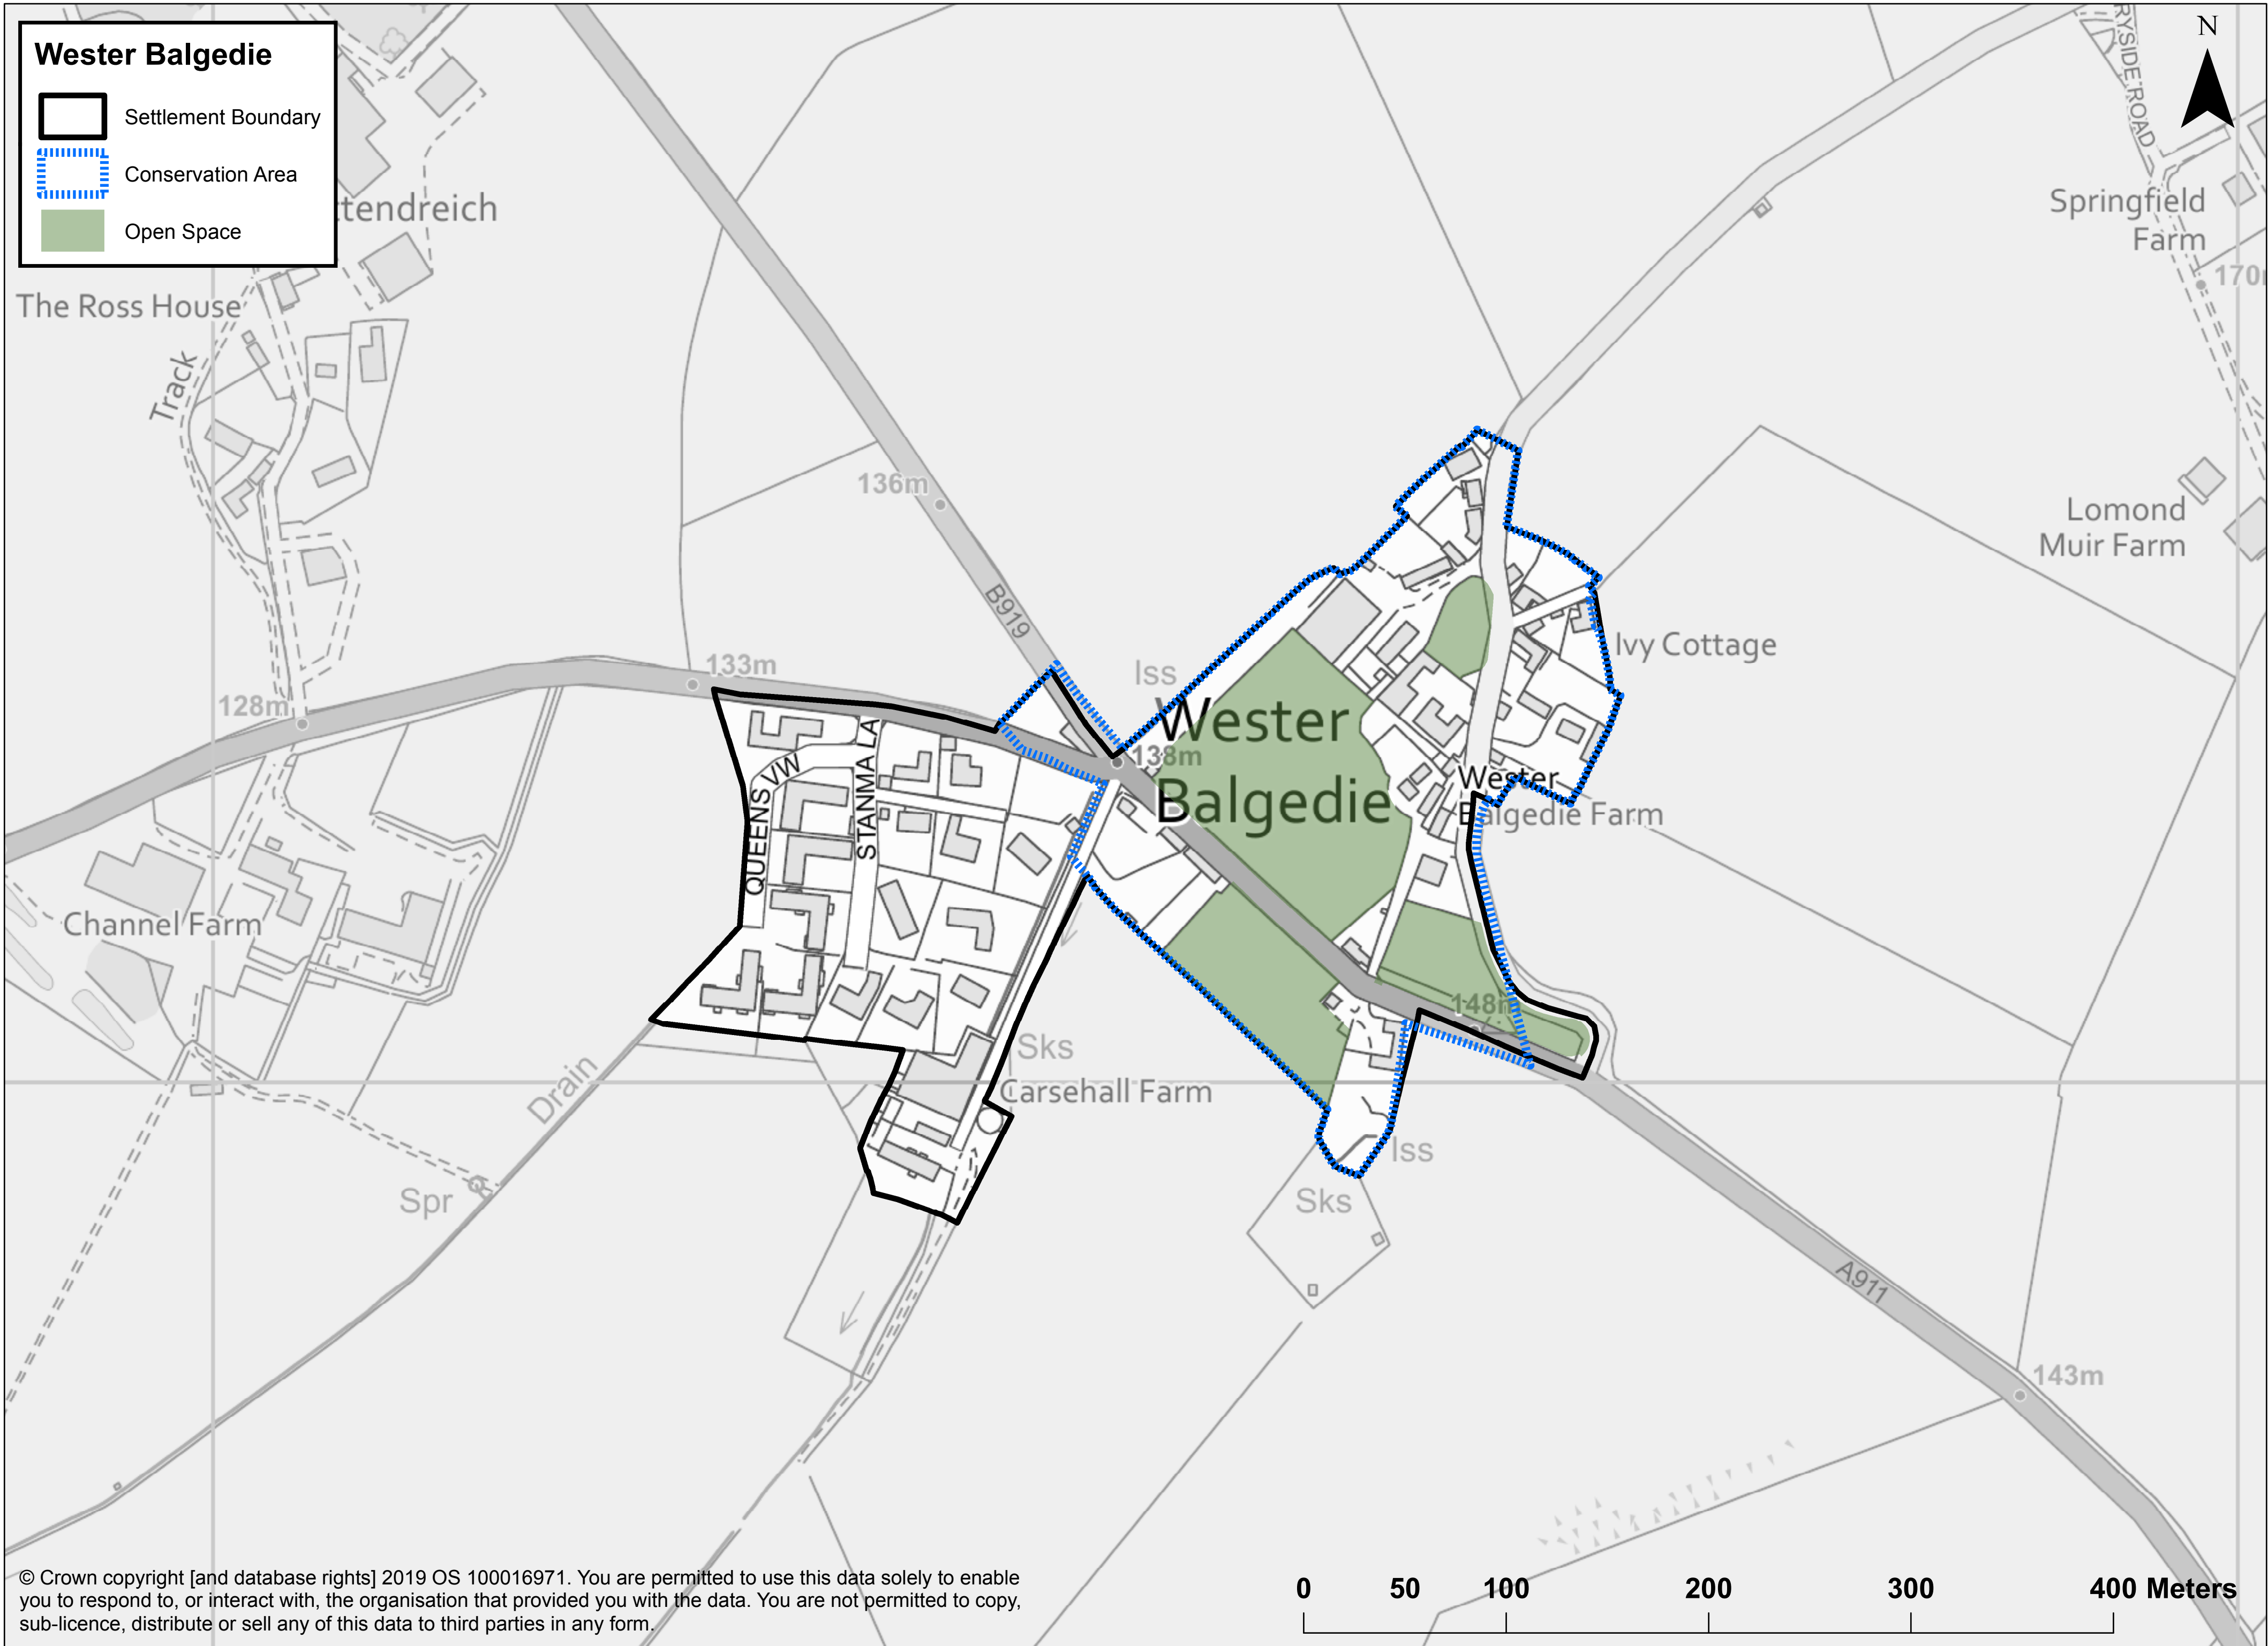 Wester Balgedie
Settlement Boundary
Conservation Area
Open Space
N
RYSIDE ROAD
ttendreich
Springfield
Farm
170
The Ross House
Track
136m
Lomond
Muir Farm
B919
133m
128m
Iss
Ivy Cottage
Wester
Balgedie
138m
QUEENS VIW
STANMA LA
Wester
Balgedie Farm
Channel Farm
148m
Sks
Carsehall Farm
Drain
Iss
Spr
Sks
A911
143m
© Crown copyright [and database rights] 2019 OS 100016971. You are permitted to use this data solely to enable
you to respond to, or interact with, the organisation that provided you with the data. You are not permitted to copy,
sub-licence, distribute or sell any of this data to third parties in any form.
0 50 100 200 300 400 Meters